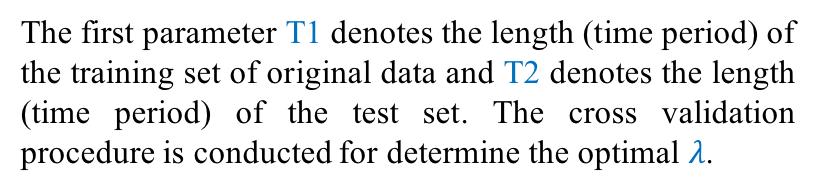 The first parameter T1 denotes the length (time period) of
the training set of original data and T2 denotes the length
(time period) of the test set. The cross validation
procedure is conducted for determine the optimal λ.